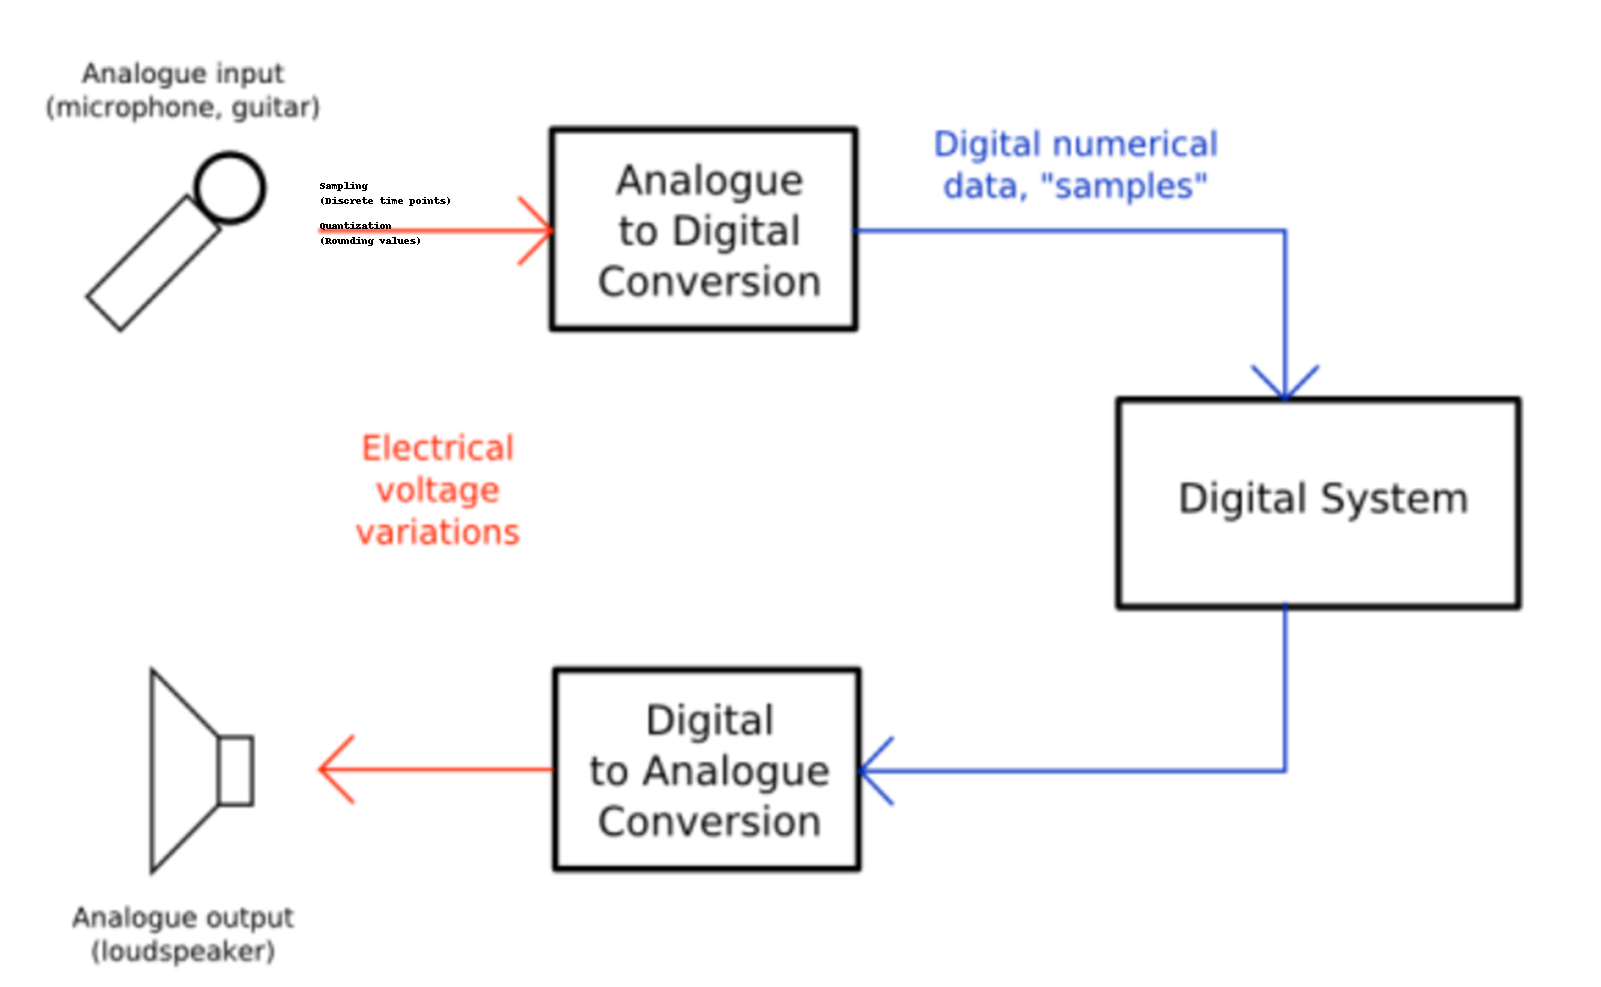 Analogue input
(microphone, guitar)
Sampling
(Discrete time points)
Quantization
(Rounding values)
Analogue
to Digital
Conversion
Digital numerical
data, "samples"
Electrical
voltage
variations
Digital System
Digital
to Analogue
Conversion
Analogue output
(loudspeaker)